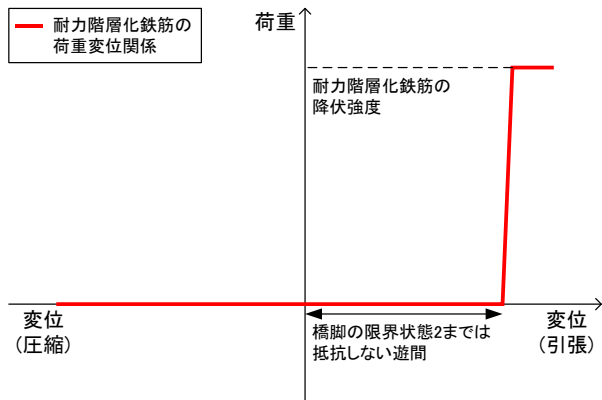 耐力階層化鉄筋の
荷重変位関係
荷重
耐力階層化鉄筋の
降伏強度
変位
(圧縮)
橋脚の限界状態2までは
抵抗しない遊間
変位
(引張)